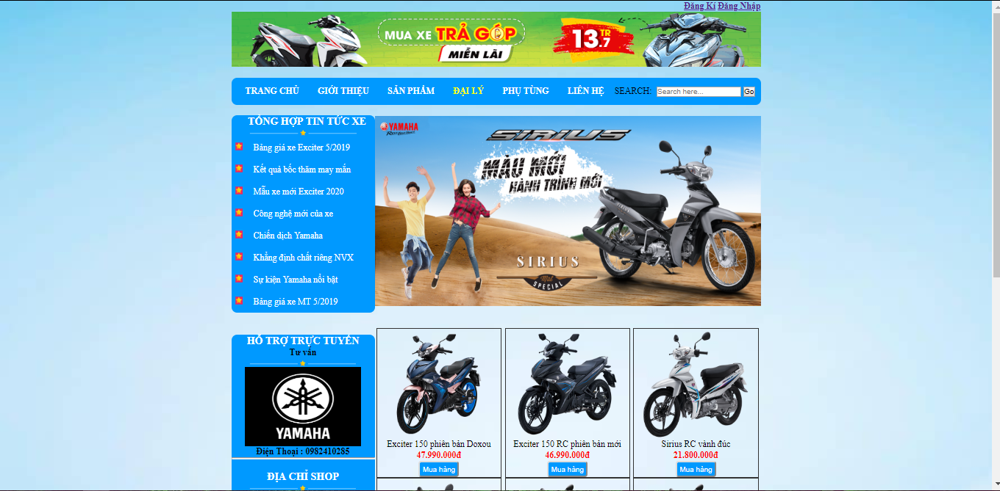 Đăng Kí Đăng Nhập
MUA XE TRẢ GÓP
MIỄN LÃI
13.7 TR
TRANG CHỦ GIỚI THIỆU SẢN PHẨM ĐẠI LÝ PHỤ TÙNG LIÊN HỆ SEARCH: Search here... Go
TỔNG HỢP TIN TỨC XE
Bảng giá xe Exciter 5/2019
Kết quả bốc thăm may mắn
Mẫu xe mới Exciter 2020
Công nghệ mới của xe
Chiến dịch Yamaha
Khẳng định chất riêng NVX
Sự kiện Yamaha nổi bật
Bảng giá xe MT 5/2019
YAMAHA
SIRIUS
MÀU MỚI
HÀNH TRÌNH MỚI
SIRIUS
YAMAHA
SIRIUS
Mat
SPECIAL
HỖ TRỢ TRỰC TUYẾN
Tư vấn
YAMAHA
Điện Thoại : 0982410285
ĐỊA CHỈ SHOP
Exciter 150 phiên bản Doxou
47.990.000đ
Mua hàng
Exciter 150 RC phiên bản mới
46.990.000đ
Mua hàng
Sirius RC vành đúc
21.800.000đ
Mua hàng